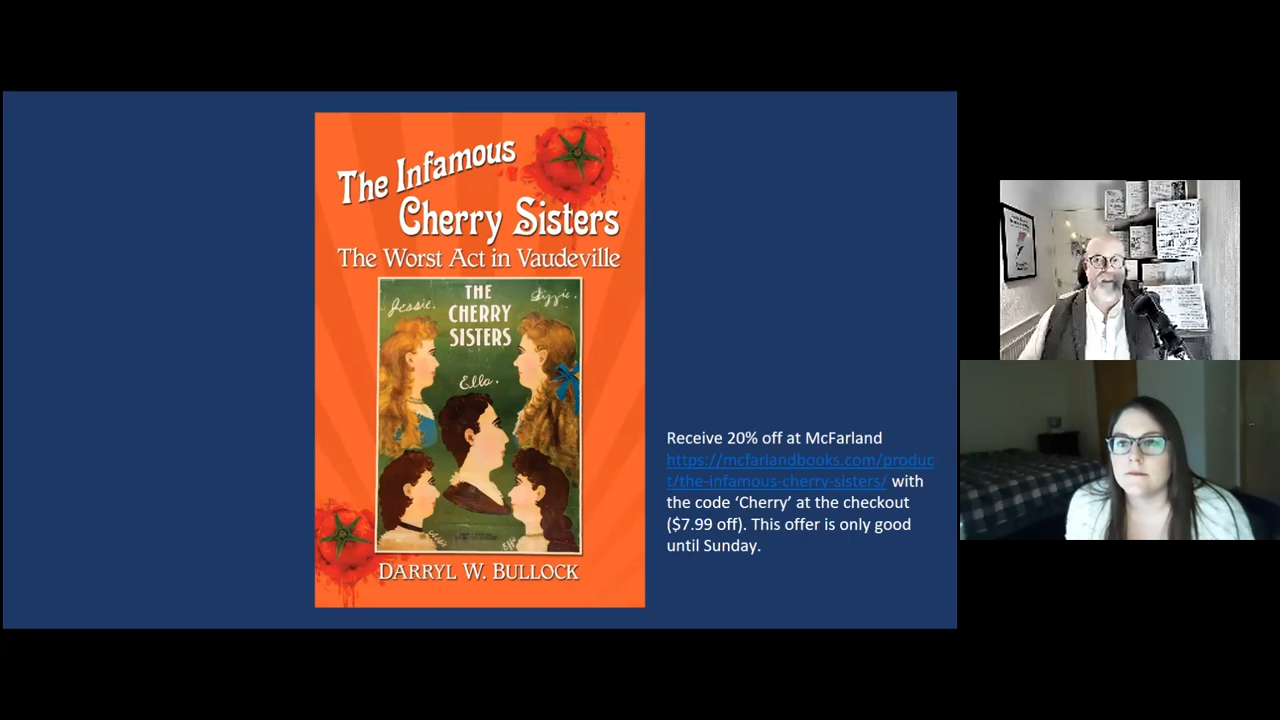 The Infamous
Cherry Sisters
The Worst Act in Vaudeville
THE
CHERRY
SISTERS
Jessie.
Lizzie.
Ella.
Effie
DARRYL W. BULLOCK
Receive 20% off at McFarland
https://mcfarlandbooks.com/produc
t/the-infamous-cherry-sisters/ with
the code ‘Cherry’ at the checkout
($7.99 off). This offer is only good
until Sunday.